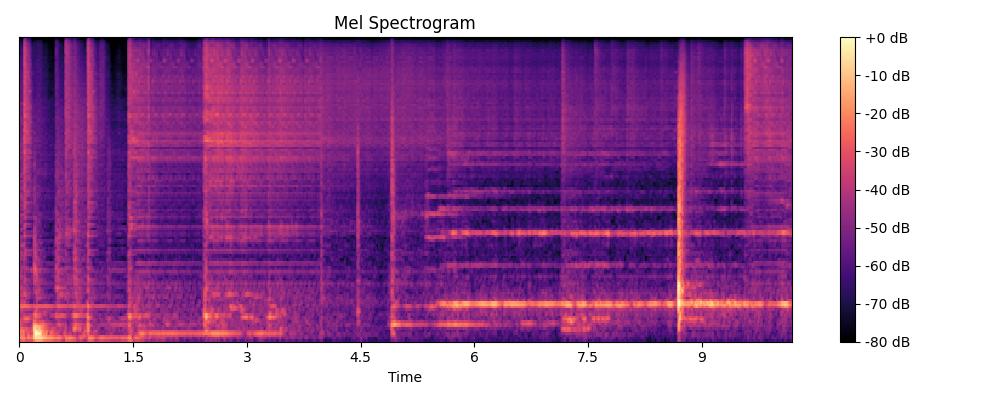 Mel Spectrogram
+0 dB
-10 dB
-20 dB
-30 dB
-40 dB
-50 dB
-60 dB
-70 dB
-80 dB
0 1.5 3 4.5 6 7.5 9
Time